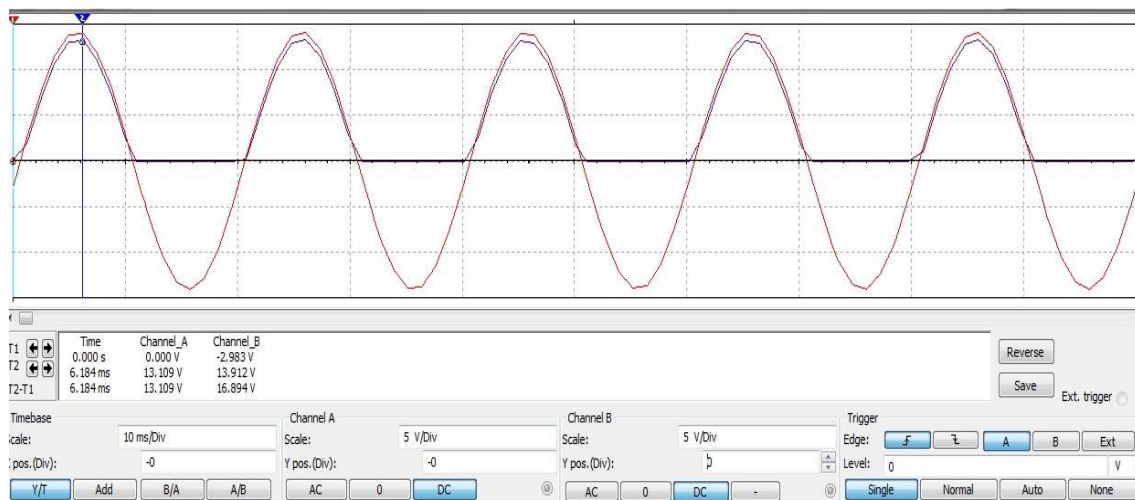 1 2
T1 Time Channel_A Channel_B
0.000 s 0.000 V -2.983 V
T2 6.184 ms 13.109 V 13.912 V
T2-T1 6.184 ms 13.109 V 16.894 V
Reverse
Save
Ext. trigger
Timebase Channel A Channel B Trigger
Scale: 10 ms/Div Scale: 5 V/Div Scale: 5 V/Div Edge: A B Ext
pos.(Div): -0 Y pos.(Div): -0 Y pos.(Div): Level: 0 V
Y/T Add B/A A/B AC 0 DC AC 0 DC - Single Normal Auto None